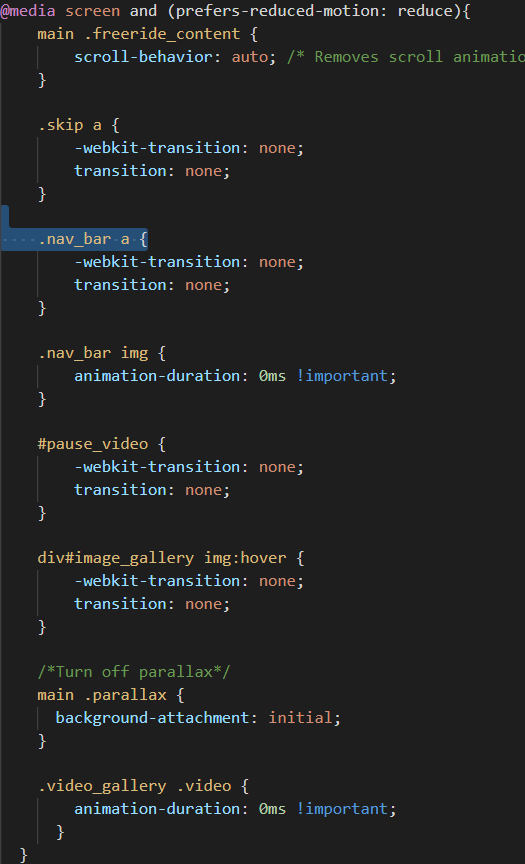 @media screen and (prefers-reduced-motion: reduce){
main .freeride_content {
scroll-behavior: auto; /* Removes scroll
}
.skip a {
-webkit-transition: none;
transition: none;
}
.nav_bar a {
-webkit-transition: none;
transition: none;
}
.nav_bar img {
animation-duration: 0ms !important;
}
#pause_video {
-webkit-transition: none;
transition: none;
}
div#image_gallery img:hover {
-webkit-transition: none;
transition: none;
}
/*Turn off parallax*/
main .parallax {
background-attachment: initial;
}
.video_gallery .video {
animation-duration: 0ms !important;
}
}